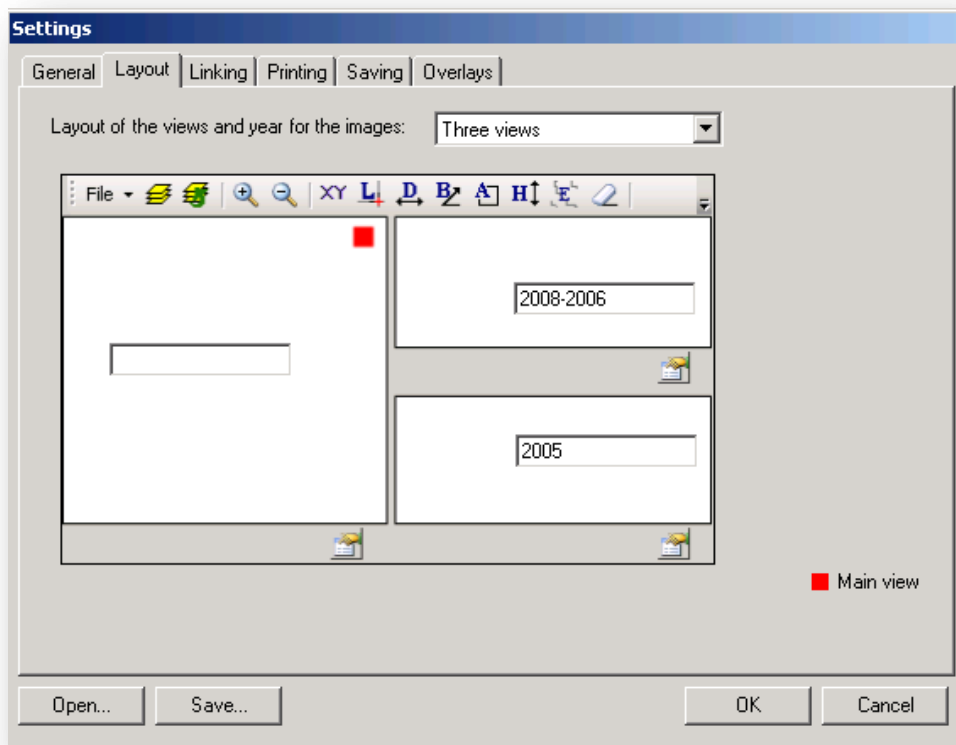 Settings
General Layout Linking Printing Saving Overlays
Layout of the views and year for the images: Three views
File XY L D B A H E
2008-2006
2005
Main view
Open... Save... OK Cancel